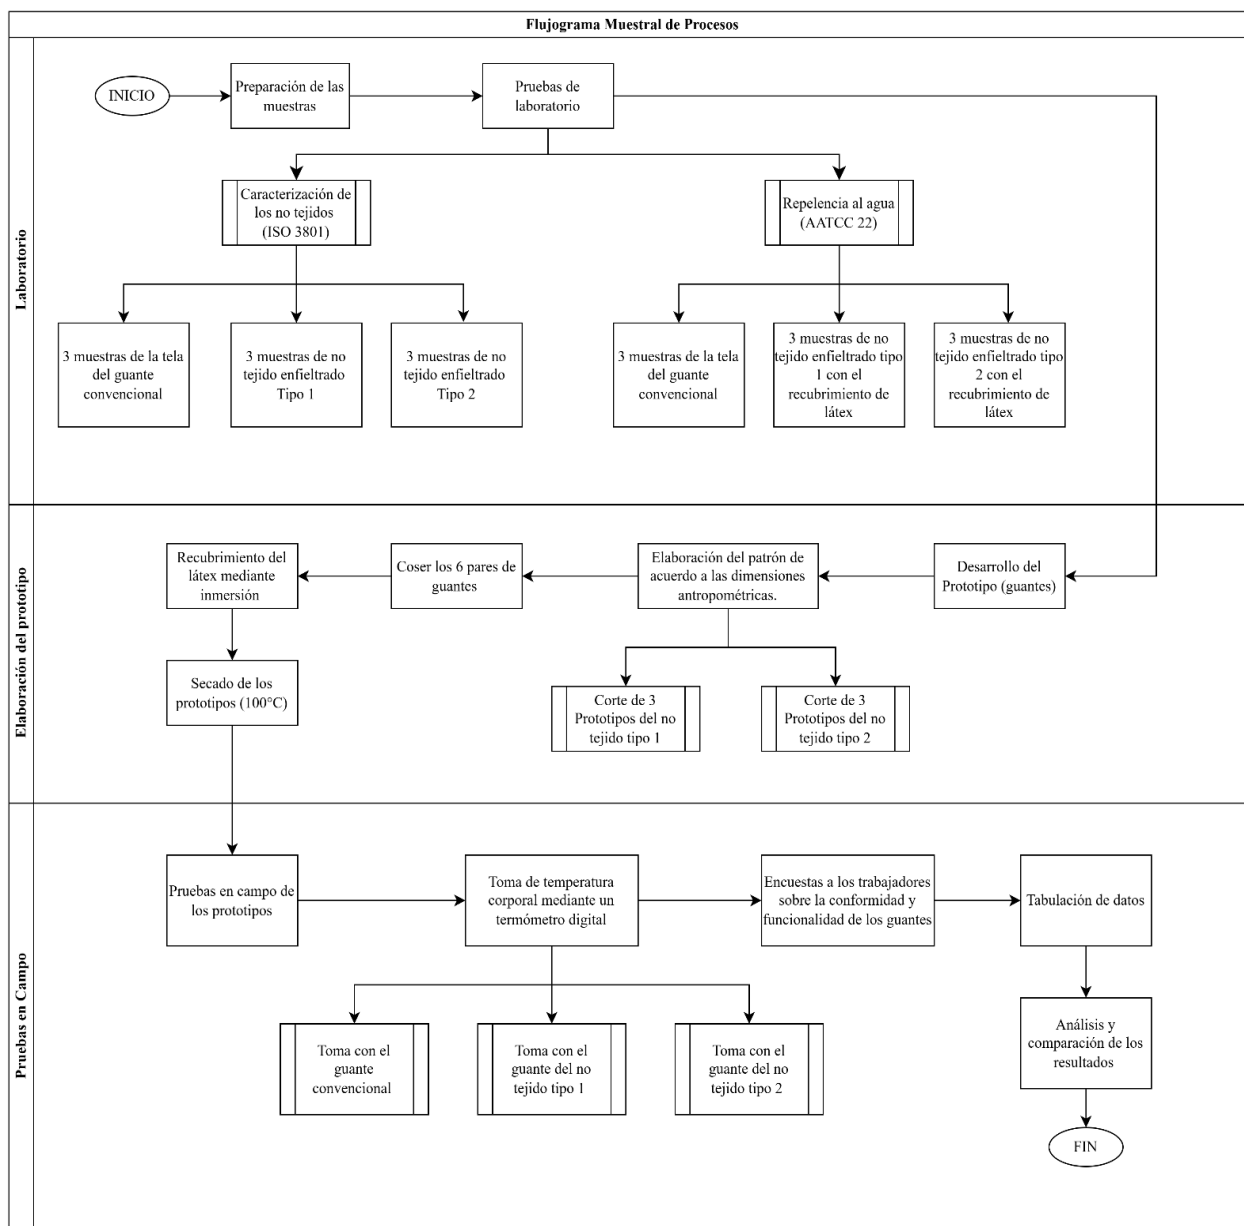 Flujograma Muestral de Procesos
Laboratorio
INICIO
Preparación de las
muestras
Pruebas de
laboratorio
Caracterización de
los no tejidos
(ISO 3801)
Repelencia al agua
(AATCC 22)
3 muestras de la tela
del guante
convencional
3 muestras de no
tejido enfieltrado
Tipo 1
3 muestras de no
tejido enfieltrado
Tipo 2
3 muestras de la tela
del guante
convencional
3 muestras de no
tejido enfieltrado tipo
1 con el
recubrimiento de
látex
3 muestras de no
tejido enfieltrado tipo
2 con el
recubrimiento de
látex
Elaboración del prototipo
Recubrimiento del
látex mediante
inmersión
Coser los 6 pares de
guantes
Elaboración del patrón de
acuerdo a las dimensiones
antropométricas.
Desarrollo del
Prototipo (guantes)
Secado de los
prototipos (100°C)
Corte de 3
Prototipos del no
tejido tipo 1
Corte de 3
Prototipos del no
tejido tipo 2
Pruebas en Campo
Pruebas en campo de
los prototipos
Toma de temperatura
corporal mediante un
termómetro digital
Encuestas a los trabajadores
sobre la conformidad y
funcionalidad de los guantes
Tabulación de datos
Toma con el
guante
convencional
Toma con el
guante del no
tejido tipo 1
Toma con el
guante del no
tejido tipo 2
Análisis y
comparación de los
resultados
FIN